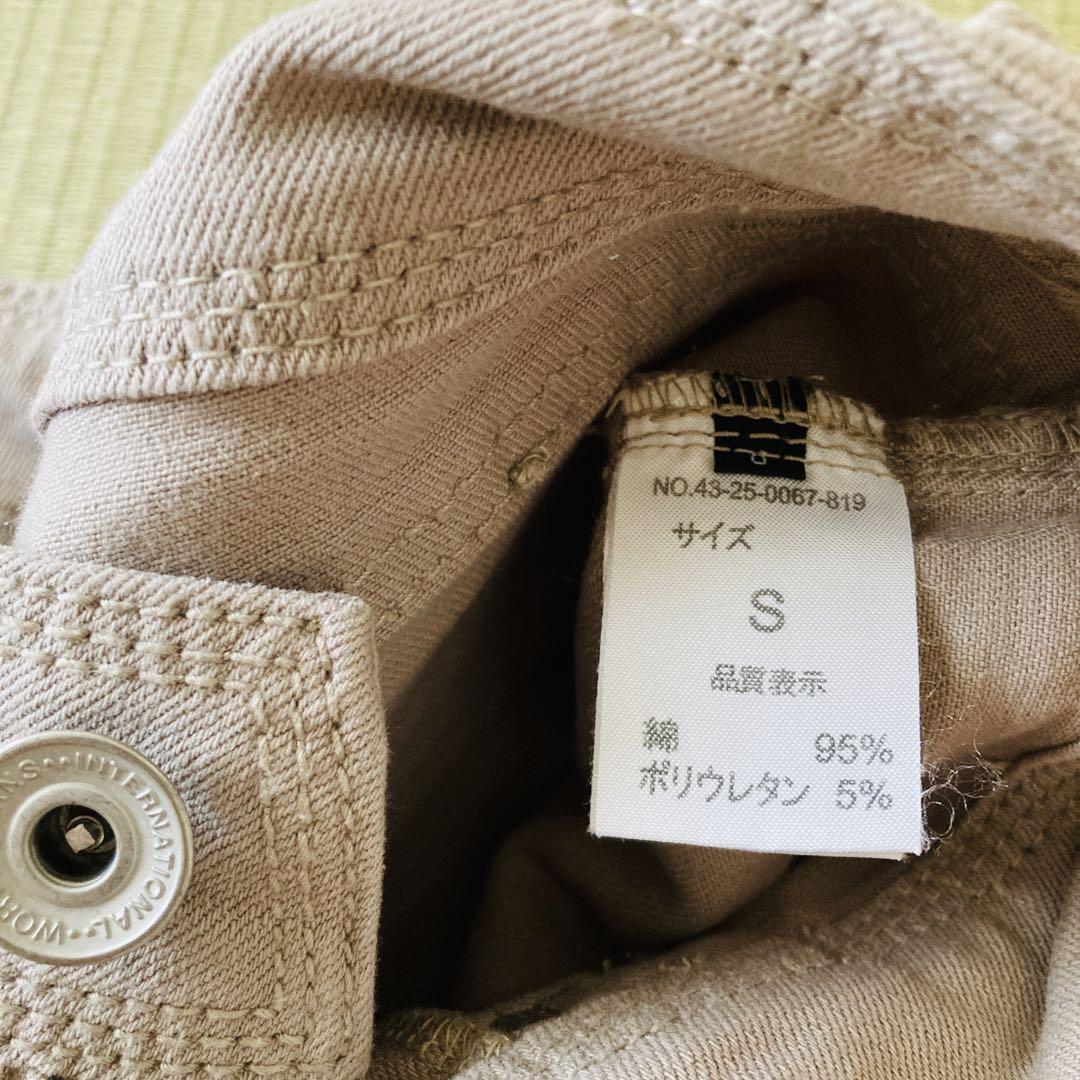 NO.43-25-0067-819
サイズ
S
品質表示
綿 95%
ポリウレタン 5%
INTERNATIONAL